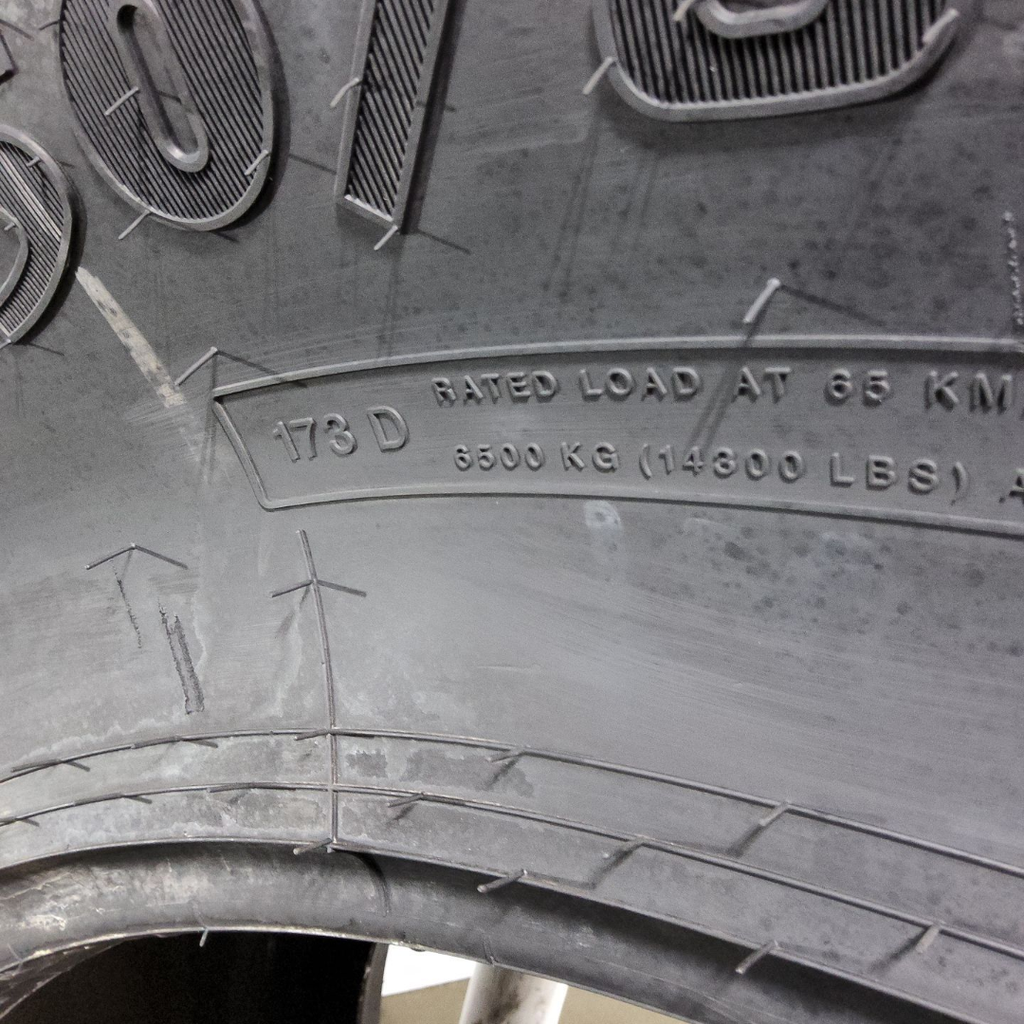 173 D
RATED LOAD AT 65 KM
6500 KG (14300 LBS)